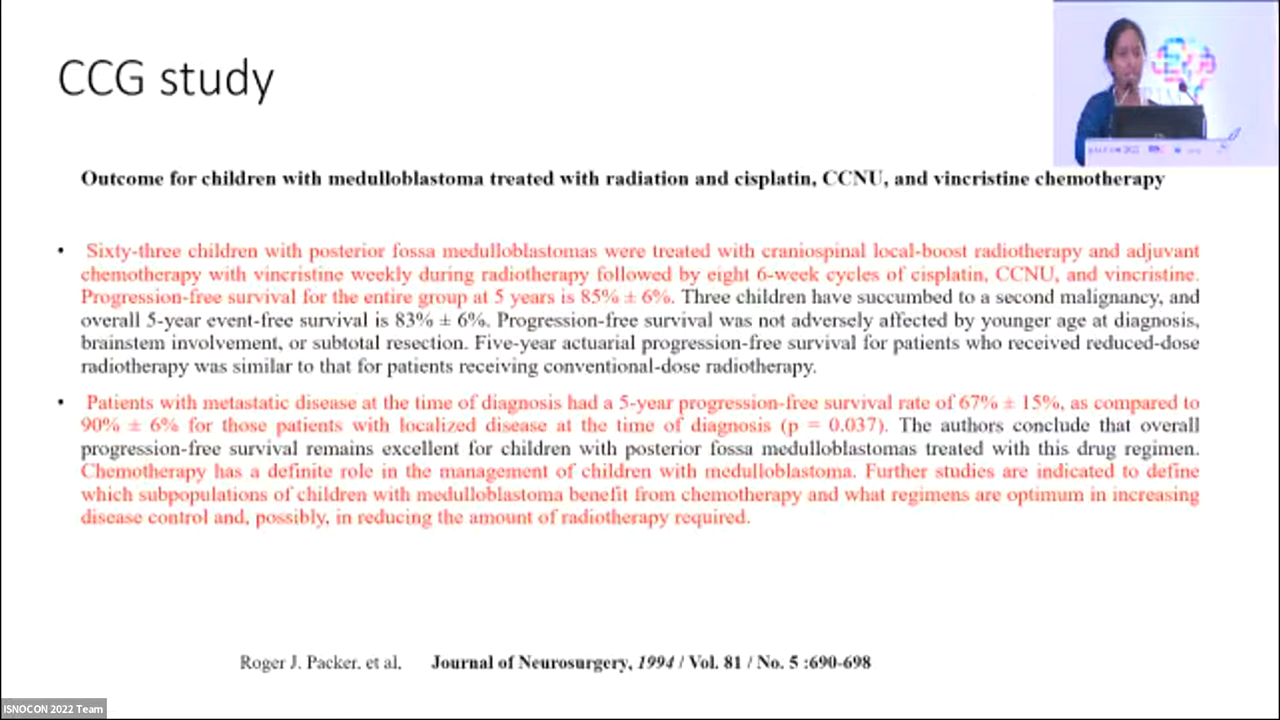 CCG study
Outcome for children with medulloblastoma treated with radiation and cisplatin, CCNU, and vincristine chemotherapy
• Sixty-three children with posterior fossa medulloblastomas were treated with craniospinal local-boost radiotherapy and adjuvant
chemotherapy with vincristine weekly during radiotherapy followed by eight 6-week cycles of cisplatin, CCNU, and vincristine.
Progression-free survival for the entire group at 5 years is 85% ± 6%. Three children have succumbed to a second malignancy, and
overall 5-year event-free survival is 83% ± 6%. Progression-free survival was not adversely affected by younger age at diagnosis,
brainstem involvement, or subtotal resection. Five-year actuarial progression-free survival for patients who received reduced-dose
radiotherapy was similar to that for patients receiving conventional-dose radiotherapy.
• Patients with metastatic disease at the time of diagnosis had a 5-year progression-free survival rate of 67% ± 15%, as compared to
90% ± 6% for those patients with localized disease at the time of diagnosis (p = 0.037). The authors conclude that overall
progression-free survival remains excellent for children with posterior fossa medulloblastomas treated with this drug regimen.
Chemotherapy has a definite role in the management of children with medulloblastoma. Further studies are indicated to define
which subpopulations of children with medulloblastoma benefit from chemotherapy and what regimens are optimum in increasing
disease control and, possibly, in reducing the amount of radiotherapy required.
Roger J. Packer. et al. Journal of Neurosurgery, 1994 / Vol. 81 / No. 5 :690-698
ISNOCON 2022 Team